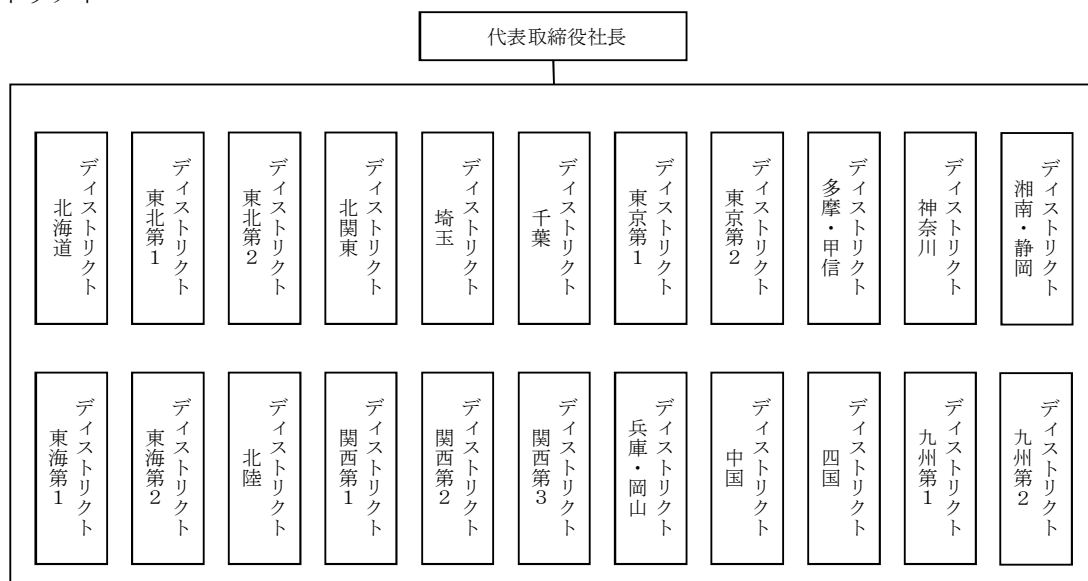 代表取締役社長
北海道
ディストリクト
東北第1
ディストリクト
東北第2
ディストリクト
北関東
ディストリクト
埼玉
ディストリクト
千葉
ディストリクト
東京第1
ディストリクト
東京第2
ディストリクト
多摩・甲信
ディストリクト
神奈川
ディストリクト
湘南・静岡
ディストリクト
東海第1
ディストリクト
東海第2
ディストリクト
北陸
ディストリクト
関西第1
ディストリクト
関西第2
ディストリクト
関西第3
ディストリクト
兵庫・岡山
ディストリクト
中国
ディストリクト
四国
ディストリクト
九州第1
ディストリクト
九州第2
ディストリクト